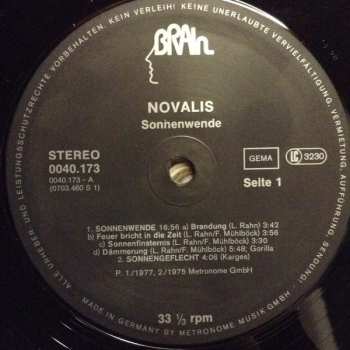 ALLE URHEBER- UND LEISTUNGSSCHUTZRECHTE VORBEHALTEN. KEIN VERLEIH! KEINE UNERLAUBTE VERVIELFÄLTIGUNG, VERMIETUNG, AUFFÜHRUNG, SENDUNG!
BRAIN
NOVALIS
Sonnenwende
STEREO
0040.173
0040.173 – A
(0703.460 S 1)
GEMA
LC 3230
Seite 1
1. SONNENWENDE 16:56 a) Brandung (L. Rahn) 3:42
b) Feuer bricht in die Zeit (L. Rahn/F. Mühlböck) 3:56
c) Sonnenfinsternis (L. Rahn/F. Mühlböck) 3:30
d) Dämmerung (L. Rahn/F. Mühlböck) 5:48; Gorilla
2. SONNENGEFLECHT 4:06 (Karges)
P. 1./1977, 2./1975 Metronome GmbH
33 ⅓ rpm
MADE IN GERMANY BY METRONOME MUSIK GMBH